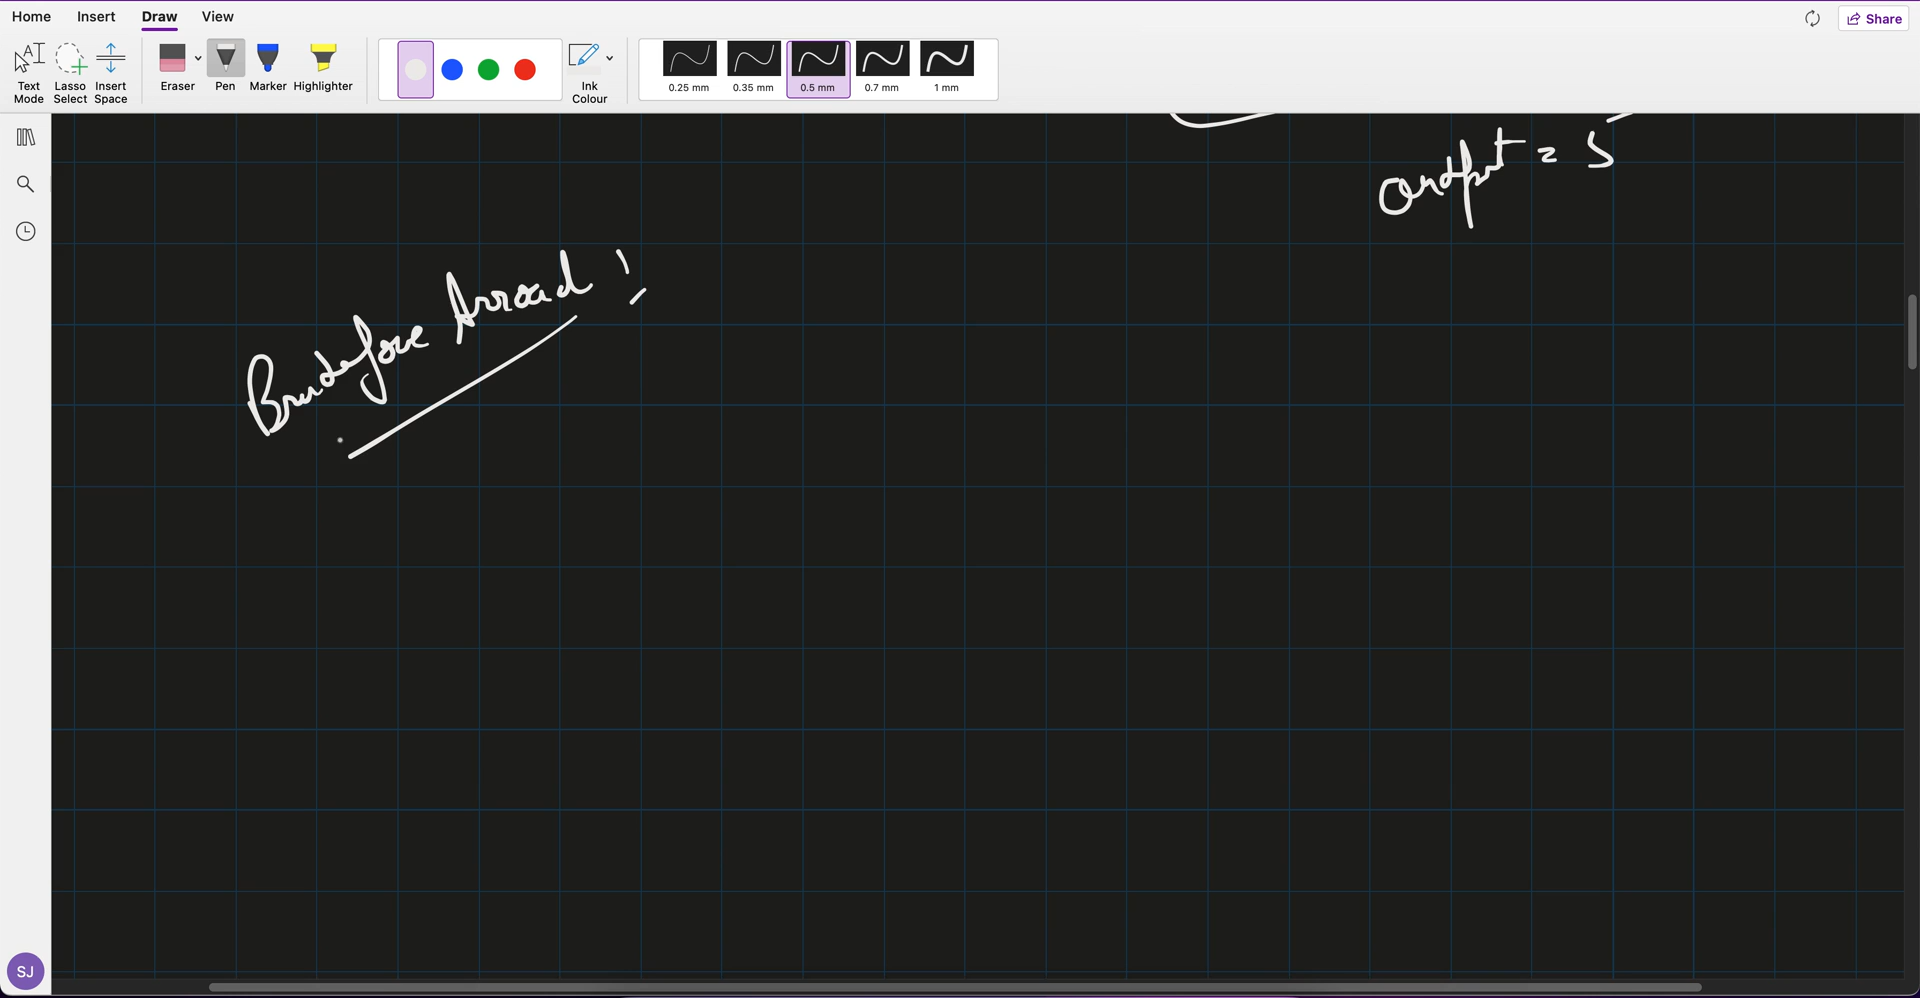 Home Insert Draw View
Share
Text Mode
Lasso Select
Insert Space
Eraser
Pen
Marker
Highlighter
Ink Colour
0.25 mm
0.35 mm
0.5 mm
0.7 mm
1 mm
output = 5
Bruteforce
SJ